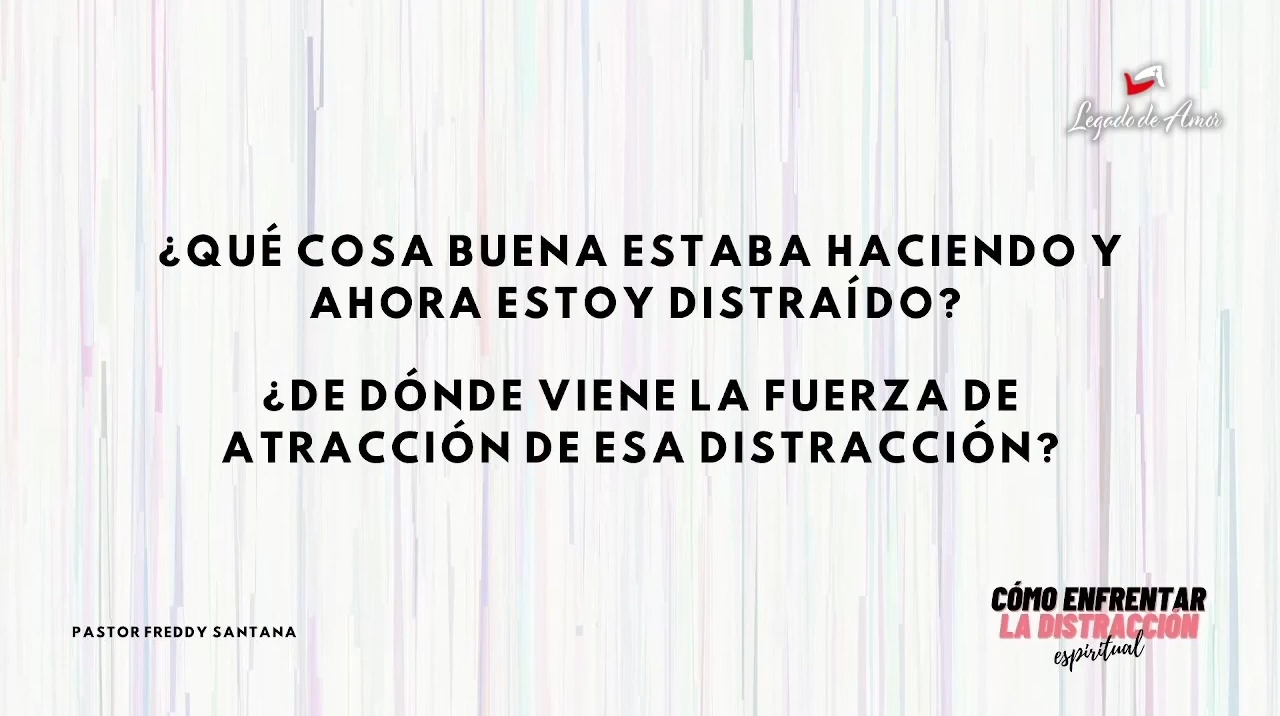 Legado de Amor
¿QUÉ COSA BUENA ESTABA HACIENDO Y
AHORA ESTOY DISTRAÍDO?
¿DE DÓNDE VIENE LA FUERZA DE
ATRACCIÓN DE ESA DISTRACCIÓN?
PASTOR FREDDY SANTANA
CÓMO ENFRENTAR
LA DISTRACCIÓN
espiritual